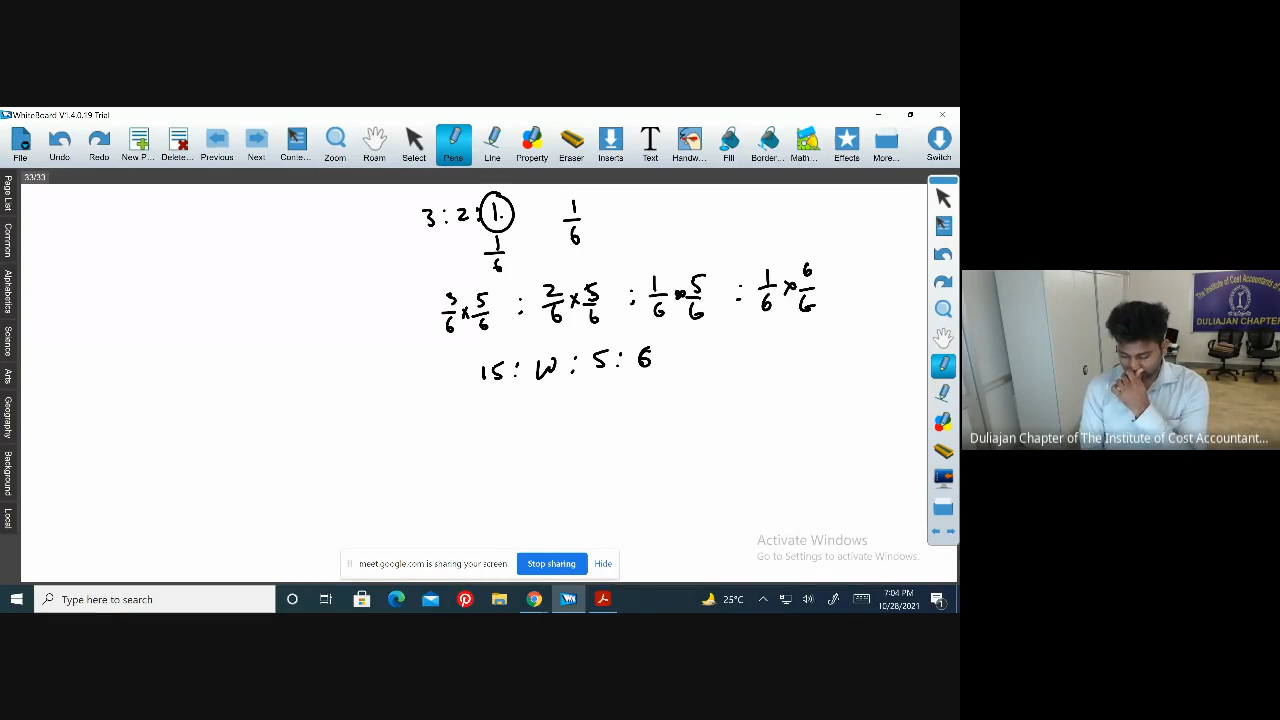 WhiteBoard V1.4.0.19 Trial
File Undo Redo New P... Delete... Previous Next Conte... Zoom Roam Select Pens Line Property Eraser Inserts Text Handw... Fill Border... Math... Effects More... Switch
33/33
Page List
Common
Alphabetics
Science
Arts
Geography
Background
Local
3 : 2 : 1. 1/6
1/6
3/6 × 5/6 : 2/6 × 5/6 : 1/6 × 5/6 : 1/6 × 6/6
15 : 10 : 5 : 6
Activate Windows
Go to Settings to activate Windows.
meet.google.com is sharing your screen. Stop sharing Hide
Type here to search
25°C
7:04 PM
10/28/2021
1
The Institute of Cost Accountan
DULIAJAN CHAPTER
Duliajan Chapter of The Institute of Cost Accountant...